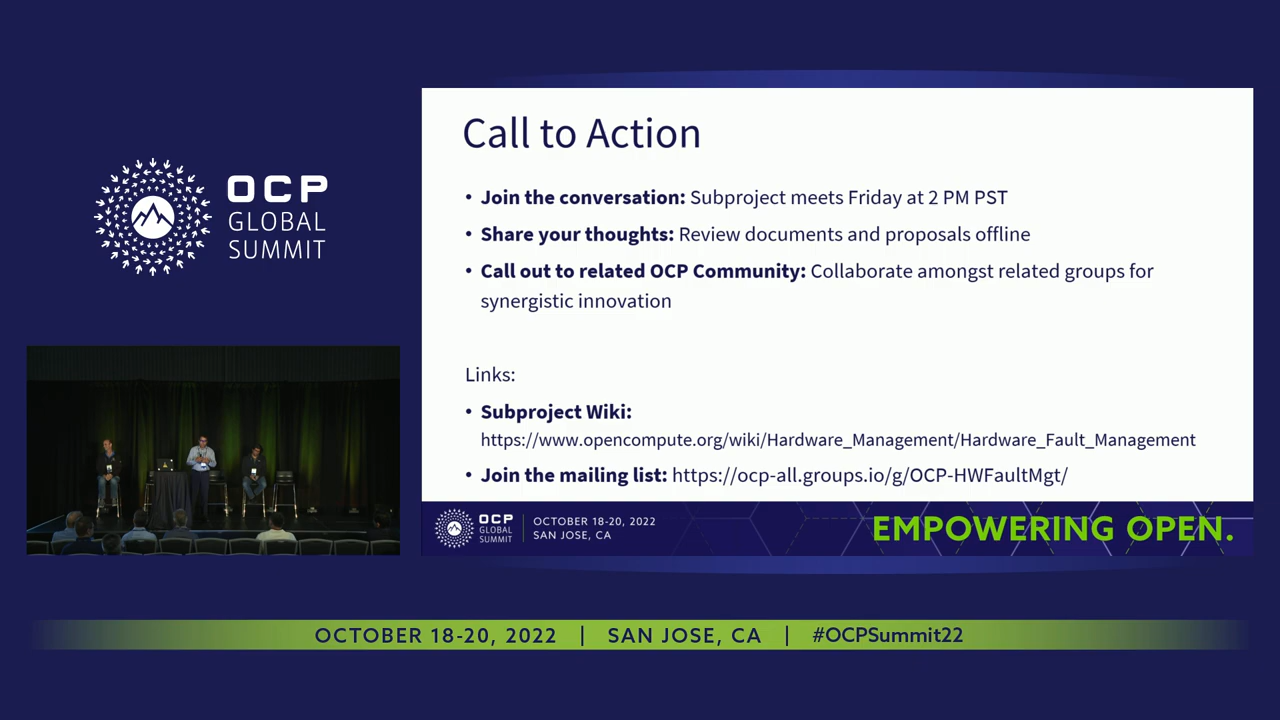 OCP
GLOBAL
SUMMIT
Call to Action
• Join the conversation: Subproject meets Friday at 2 PM PST
• Share your thoughts: Review documents and proposals offline
• Call out to related OCP Community: Collaborate amongst related groups for
synergistic innovation
Links:
• Subproject Wiki:
https://www.opencompute.org/wiki/Hardware_Management/Hardware_Fault_Management
• Join the mailing list: https://ocp-all.groups.io/g/OCP-HWFaultMgt/
OCP
GLOBAL
SUMMIT
OCTOBER 18-20, 2022
SAN JOSE, CA
EMPOWERING OPEN.
OCTOBER 18-20, 2022 | SAN JOSE, CA | #OCPSummit22